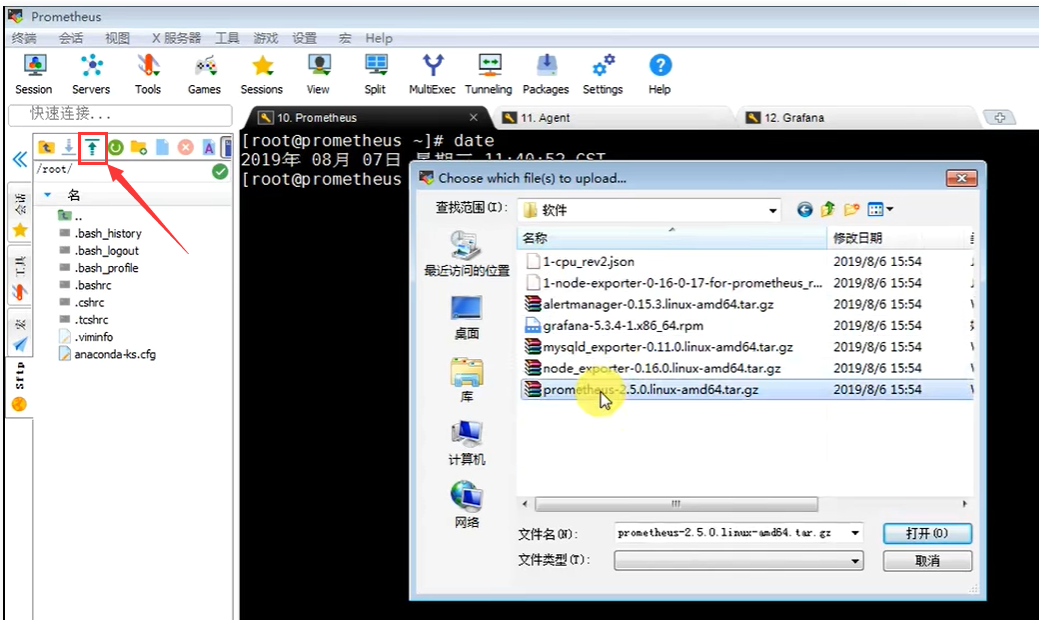 Prometheus
终端 会话 视图 X 服务器 工具 游戏 设置 宏 Help
Session Servers Tools Games Sessions View Split MultiExec Tunneling Packages Settings Help
快速连接...
10. Prometheus
11. Agent
12. Grafana
[root@prometheus ~]# date
2019年 08月 07日 星期三 11:40:52 CST
[root@prometheus
/root/
名
..
.bash_history
.bash_logout
.bash_profile
.bashrc
.cshrc
.tcshrc
.viminfo
anaconda-ks.cfg
会话
工具
宏
Sftp
Choose which file(s) to upload...
查找范围(I):
软件
最近访问的位置
桌面
库
计算机
网络
名称 修改日期
1-cpu_rev2.json 2019/8/6 15:54
1-node-exporter-0-16-0-17-for-prometheus_r... 2019/8/6 15:54
alertmanager-0.15.3.linux-amd64.tar.gz 2019/8/6 15:54
grafana-5.3.4-1.x86_64.rpm 2019/8/6 15:54
mysqld_exporter-0.11.0.linux-amd64.tar.gz 2019/8/6 15:54
node_exporter-0.16.0.linux-amd64.tar.gz 2019/8/6 15:54
prometheus-2.5.0.linux-amd64.tar.gz 2019/8/6 15:54
文件名(N): prometheus-2.5.0.linux-amd64.tar.gz 打开(O)
文件类型(T): 取消